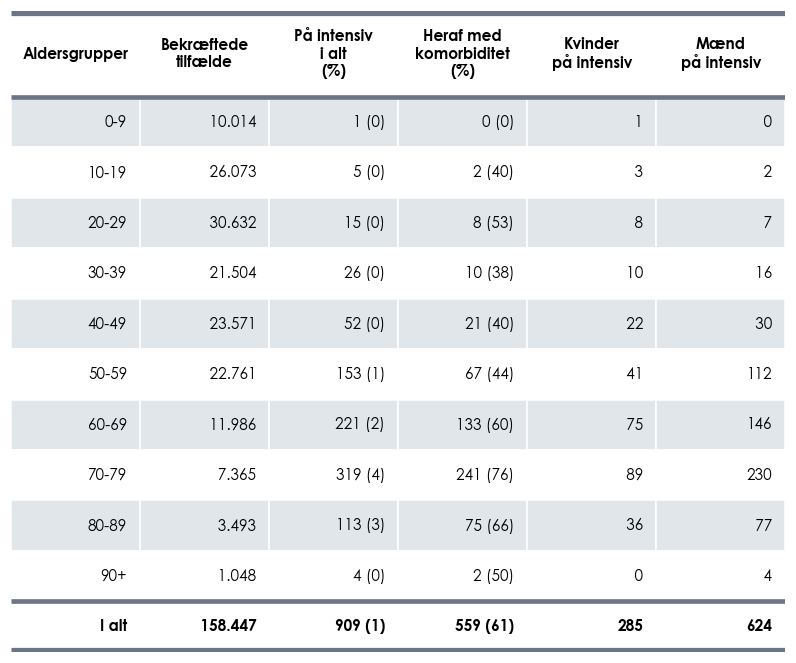 Aldersgrupper Bekræftede tilfælde På intensiv i alt (%) Heraf med komorbiditet (%) Kvinder på intensiv Mænd på intensiv
0-9 10.014 1 (0) 0 (0) 1 0
10-19 26.073 5 (0) 2 (40) 3 2
20-29 30.632 15 (0) 8 (53) 8 7
30-39 21.504 26 (0) 10 (38) 10 16
40-49 23.571 52 (0) 21 (40) 22 30
50-59 22.761 153 (1) 67 (44) 41 112
60-69 11.986 221 (2) 133 (60) 75 146
70-79 7.365 319 (4) 241 (76) 89 230
80-89 3.493 113 (3) 75 (66) 36 77
90+ 1.048 4 (0) 2 (50) 0 4
I alt 158.447 909 (1) 559 (61) 285 624